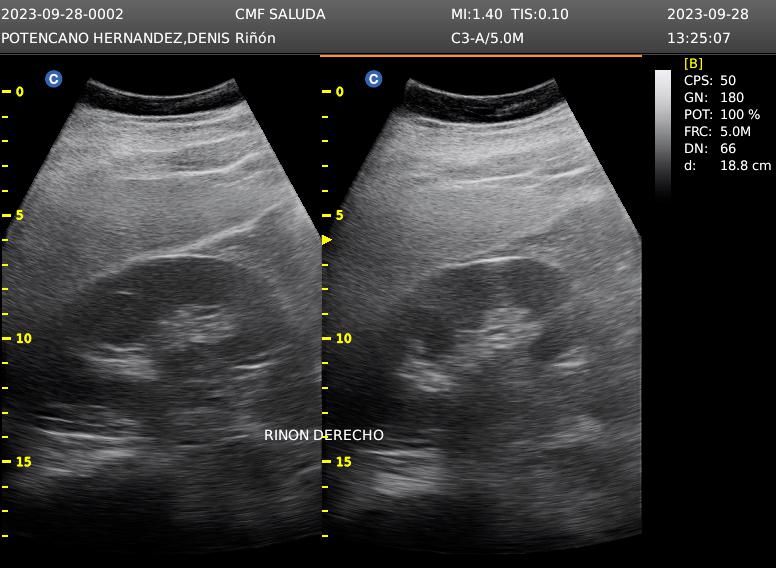 2023-09-28-0002 CMF SALUDA MI:1.40 TIS:0.10 2023-09-28
POTENCANO HERNANDEZ,DENIS Riñón C3-A/5.0M 13:25:07
[B]
CPS: 50
GN: 180
POT: 100 %
FRC: 5.0M
DN: 66
d: 18.8 cm
C C
0 0
5 5
10 10
RINON DERECHO
15 15